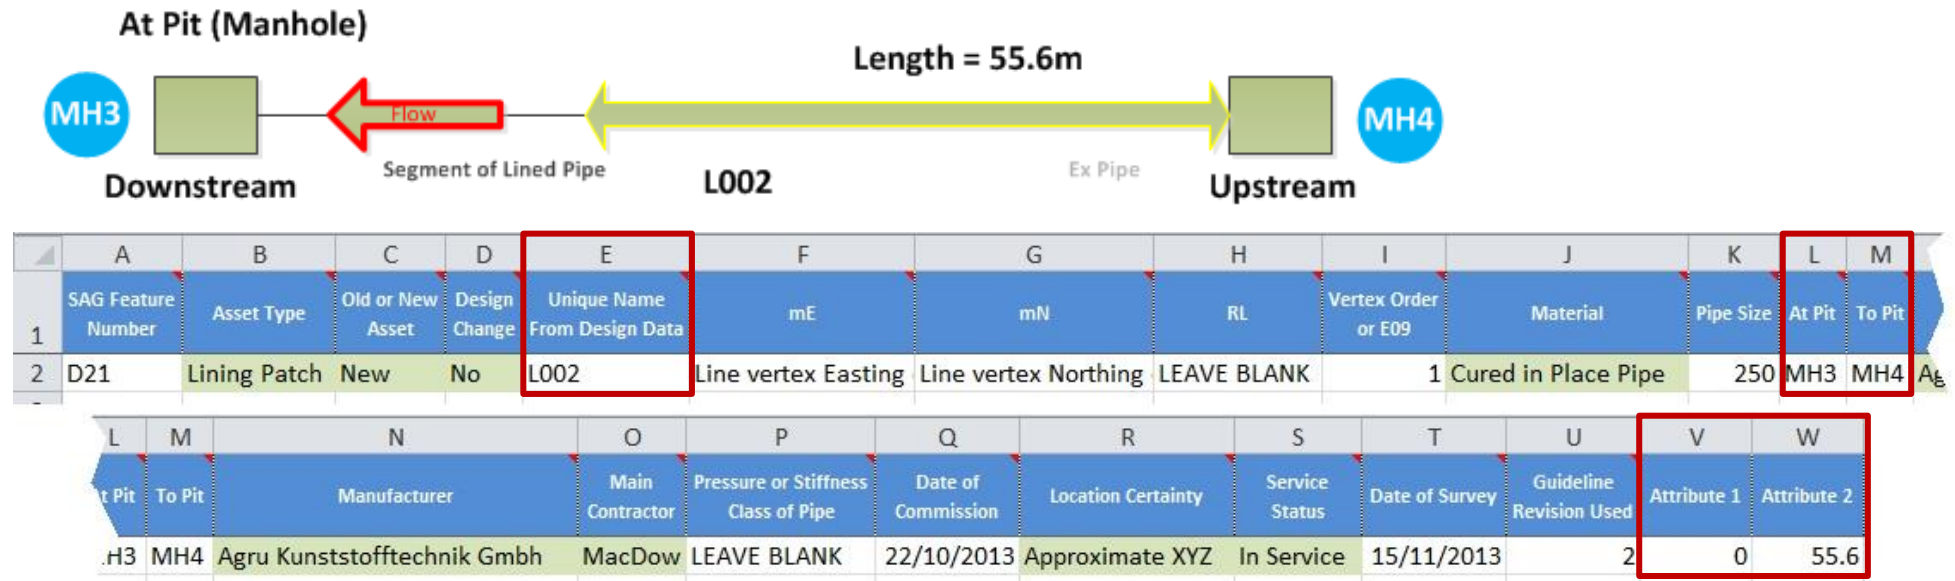 At Pit (Manhole)
Length = 55.6m
MH3
Flow
MH4
Segment of Lined Pipe
Ex Pipe
Downstream
L002
Upstream
A B C D E F G H I J K L M
1
SAG Feature Number
Asset Type
Old or New Asset
Design Change
Unique Name From Design Data
mE
mN
RL
Vertex Order or E09
Material
Pipe Size
At Pit
To Pit
2 D21 Lining Patch New No L002 Line vertex Easting Line vertex Northing LEAVE BLANK 1 Cured in Place Pipe 250 MH3 MH4 Ag
L M N O P Q R S T U V W
t Pit
To Pit
Manufacturer
Main Contractor
Pressure or Stiffness Class of Pipe
Date of Commission
Location Certainty
Service Status
Date of Survey
Guideline Revision Used
Attribute 1
Attribute 2
H3 MH4 Agru Kunststofftechnik Gmbh MacDow LEAVE BLANK 22/10/2013 Approximate XYZ In Service 15/11/2013 2 0 55.6